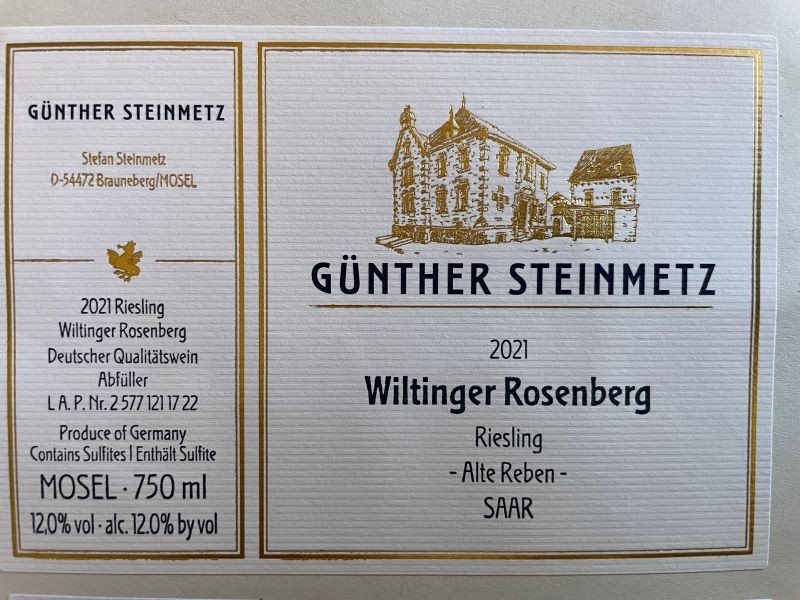 GÜNTHER STEINMETZ
Stefan Steinmetz
D-54472 Brauneberg/MOSEL
2021 Riesling
Wiltinger Rosenberg
Deutscher Qualitätswein
Abfüller
L A. P. Nr. 2 577 121 17 22
Produce of Germany
Contains Sulfites | Enthält Sulfite
MOSEL · 750 ml
12,0% vol · alc. 12.0% by vol
GÜNTHER STEINMETZ
2021
Wiltinger Rosenberg
Riesling
- Alte Reben -
SAAR